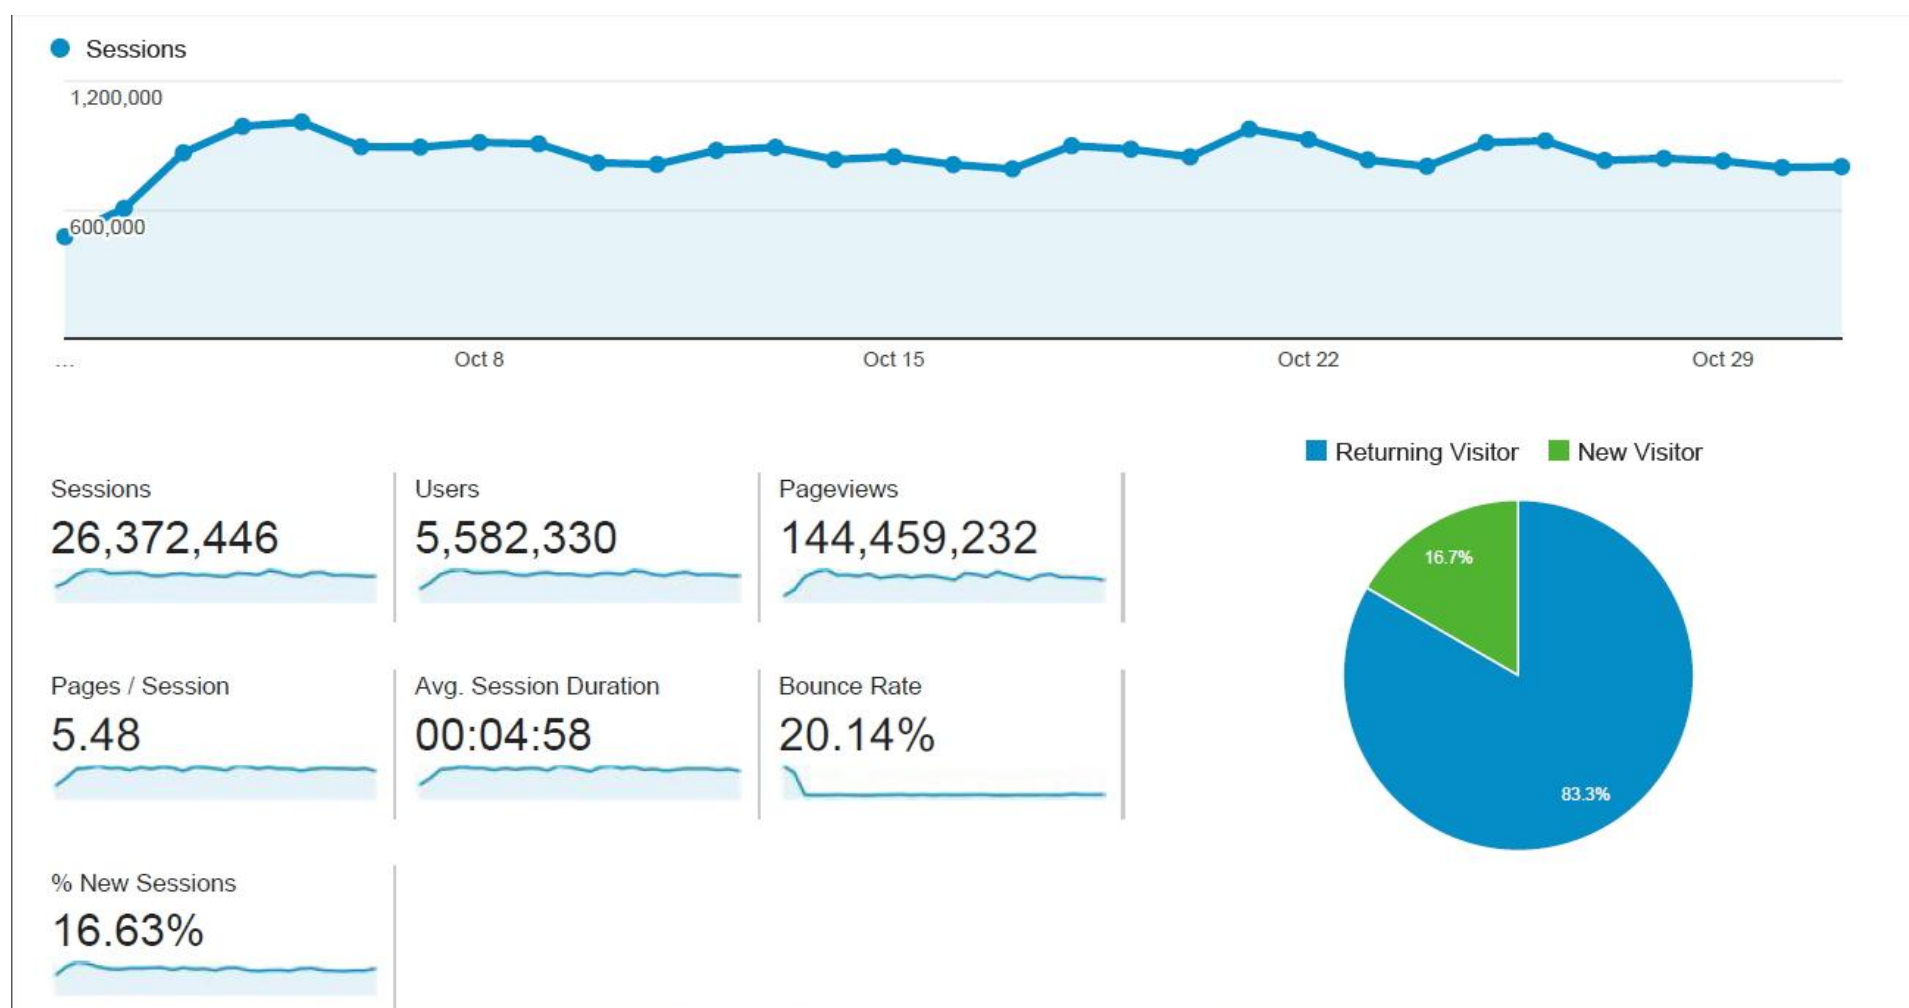 Sessions
1,200,000
600,000
... Oct 8 Oct 15 Oct 22 Oct 29
Returning Visitor New Visitor
Sessions Users Pageviews
26,372,446 5,582,330 144,459,232
16.7%
Pages / Session Avg. Session Duration Bounce Rate
5.48 00:04:58 20.14%
83.3%
% New Sessions
16.63%